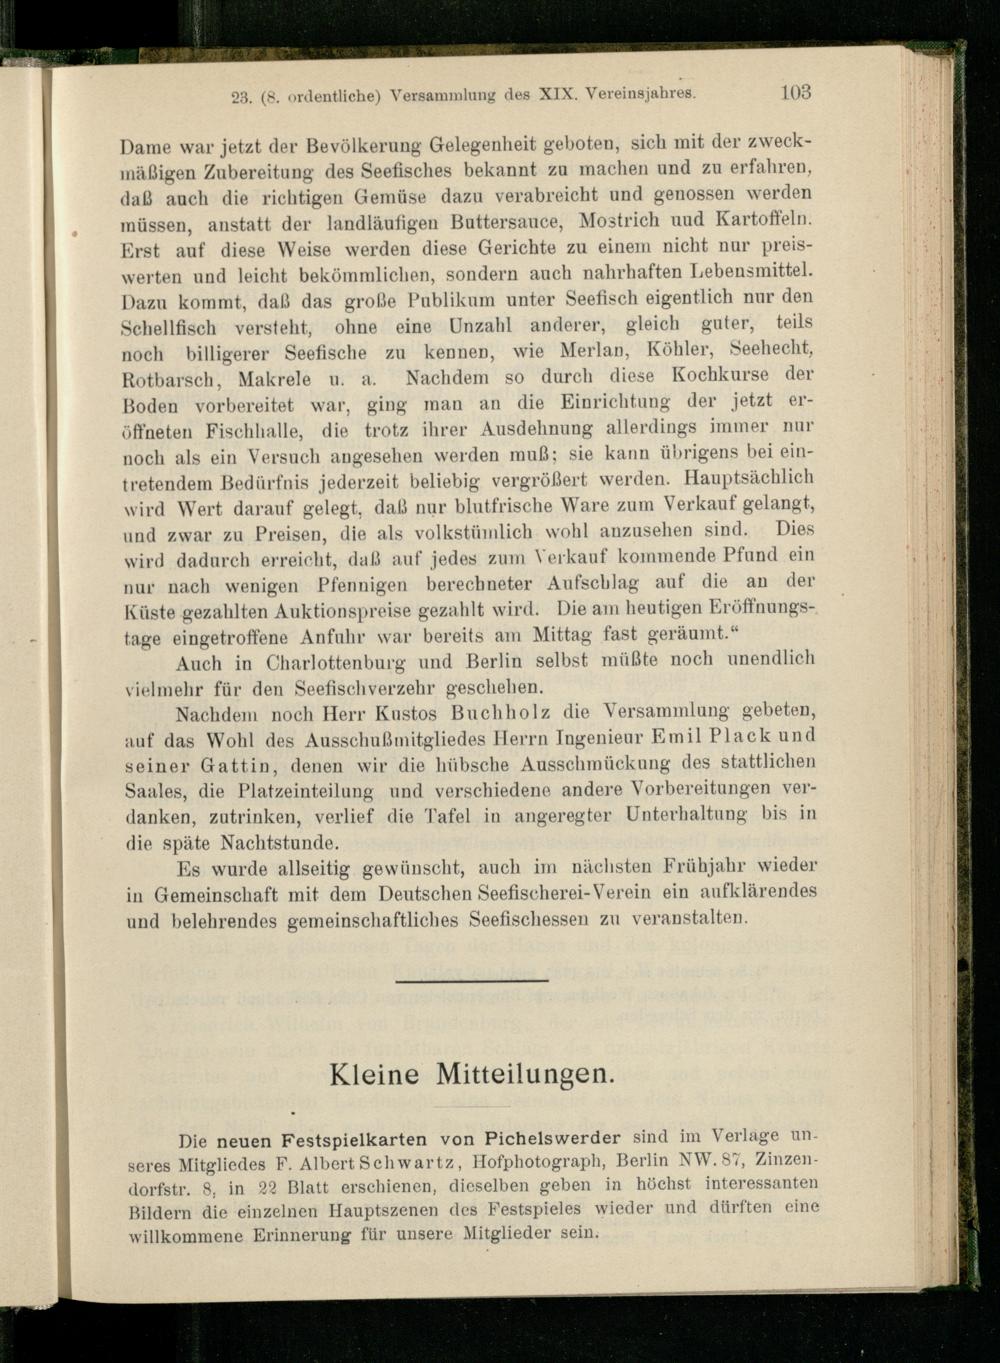 23. (8. ordentliche) Versammlung des XIX. Vereinsjahres. 103
Dame war jetzt der Bevölkerung Gelegenheit geboten, sich mit der zweck-
mäßigen Zubereitung des Seefisches bekannt zu machen und zu erfahren,
daß auch die richtigen Gemüse dazu verabreicht und genossen werden
müssen, anstatt der landläufigen Buttersauce, Mostrich und Kartoffeln.
Erst auf diese Weise werden diese Gerichte zu einem nicht nur preis-
werten und leicht bekömmlichen, sondern auch nahrhaften Lebensmittel.
Dazu kommt, daß das große Publikum unter Seefisch eigentlich nur den
Schellfisch versteht, ohne eine Unzahl anderer, gleich guter, teils
noch billigerer Seefische zu kennen, wie Merlan, Köhler, Seehecht,
Rotbarsch, Makrele u. a. Nachdem so durch diese Kochkurse der
Boden vorbereitet war, ging man an die Einrichtung der jetzt er-
öffneten Fischhalle, die trotz ihrer Ausdehnung allerdings immer nur
noch als ein Versuch angesehen werden muß; sie kann übrigens bei ein-
tretendem Bedürfnis jederzeit beliebig vergrößert werden. Hauptsächlich
wird Wert darauf gelegt, daß nur blutfrische Ware zum Verkauf gelangt,
und zwar zu Preisen, die als volkstümlich wohl anzusehen sind. Dies
wird dadurch erreicht, daß auf jedes zum Verkauf kommende Pfund ein
nur nach wenigen Pfennigen berechneter Aufschlag auf die an der
Küste gezahlten Auktionspreise gezahlt wird. Die am heutigen Eröffnungs-
tage eingetroffene Anfuhr war bereits am Mittag fast geräumt.“
Auch in Charlottenburg und Berlin selbst müßte noch unendlich
vielmehr für den Seefischverzehr geschehen.
Nachdem noch Herr Kustos Buchholz die Versammlung gebeten,
auf das Wohl des Ausschußmitgliedes Herrn Ingenieur Emil Plack und
seiner Gattin, denen wir die hübsche Ausschmückung des stattlichen
Saales, die Platzeinteilung und verschiedene andere Vorbereitungen ver-
danken, zutrinken, verlief die Tafel in angeregter Unterhaltung bis in
die späte Nachtstunde.
Es wurde allseitig gewünscht, auch im nächsten Frühjahr wieder
in Gemeinschaft mit dem Deutschen Seefischerei-Verein ein aufklärendes
und belehrendes gemeinschaftliches Seefischessen zu veranstalten.
Kleine Mitteilungen.
Die neuen Festspielkarten von Pichelswerder sind im Verlage un-
seres Mitgliedes F. Albert Schwartz, Hofphotograph, Berlin NW. 87, Zinzen-
dorfstr. 8, in 22 Blatt erschienen, dieselben geben in höchst interessanten
Bildern die einzelnen Hauptszenen des Festspieles wieder und dürften eine
willkommene Erinnerung für unsere Mitglieder sein.